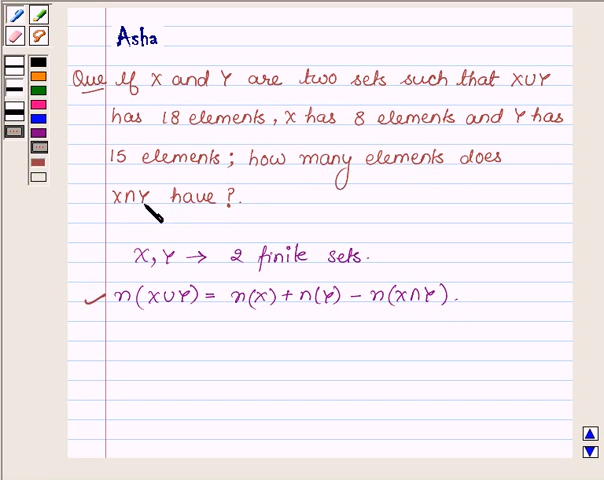 Asha
Que If X and Y are two sets such that X∪Y
has 18 elements, X has 8 elements and Y has
15 elements; how many elements does
X∩Y have ?.
X, Y → 2 finite sets.
n(X∪Y) = n(X) + n(Y) - n(X∩Y).